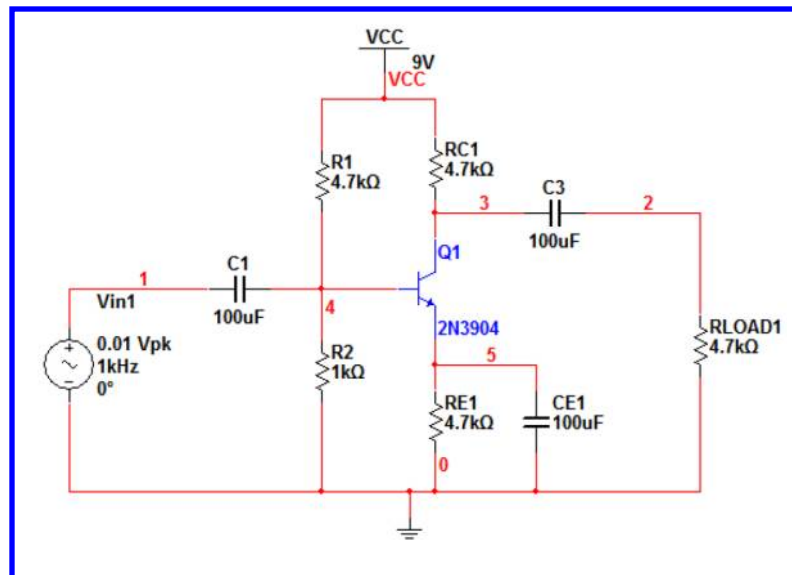 VCC
9V
VCC
R1
4.7kΩ
RC1
4.7kΩ
C3
3
2
100uF
Q1
1
C1
Vin1
100uF
4
2N3904
0.01 Vpk
1kHz
0°
R2
1kΩ
5
RLOAD1
4.7kΩ
RE1
4.7kΩ
CE1
100uF
0